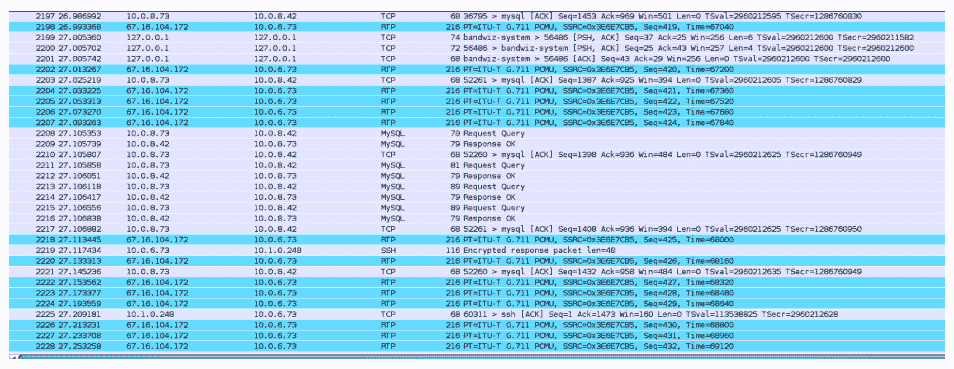 2197 26.986992 10.0.8.73 10.0.8.42 TCP 68 36795 > mysql [ACK] Seq=1453 Ack=969 Win=501 Len=0 TSval=2960212595 TSecr=1286760830
2198 26.993368 67.16.104.172 10.0.6.73 RTP 216 PT=ITU-T G.711 PCMU, SSRC=0x3E6E7CB5, Seq=419, Time=67040
2199 27.005360 127.0.0.1 127.0.0.1 TCP 74 bandwiz-system > 56486 [PSH, ACK] Seq=37 Ack=25 Win=256 Len=6 TSval=2960212600 TSecr=2960211582
2200 27.005702 127.0.0.1 127.0.0.1 TCP 72 56486 > bandwiz-system [PSH, ACK] Seq=25 Ack=43 Win=257 Len=4 TSval=2960212600 TSecr=2960212600
2201 27.005742 127.0.0.1 127.0.0.1 TCP 68 bandwiz-system > 56486 [ACK] Seq=43 Ack=29 Win=256 Len=0 TSval=2960212600 TSecr=2960212600
2202 27.013267 67.16.104.172 10.0.6.73 RTP 216 PT=ITU-T G.711 PCMU, SSRC=0x3E6E7CB5, Seq=420, Time=67200
2203 27.025219 10.0.8.73 10.0.8.42 TCP 68 52261 > mysql [ACK] Seq=1387 Ack=925 Win=394 Len=0 TSval=2960212605 TSecr=1286760829
2204 27.033225 67.16.104.172 10.0.6.73 RTP 216 PT=ITU-T G.711 PCMU, SSRC=0x3E6E7CB5, Seq=421, Time=67360
2205 27.053313 67.16.104.172 10.0.6.73 RTP 216 PT=ITU-T G.711 PCMU, SSRC=0x3E6E7CB5, Seq=422, Time=67520
2206 27.073270 67.16.104.172 10.0.6.73 RTP 216 PT=ITU-T G.711 PCMU, SSRC=0x3E6E7CB5, Seq=423, Time=67680
2207 27.093263 67.16.104.172 10.0.6.73 RTP 216 PT=ITU-T G.711 PCMU, SSRC=0x3E6E7CB5, Seq=424, Time=67840
2208 27.105353 10.0.8.73 10.0.8.42 MySQL 79 Request Query
2209 27.105739 10.0.8.42 10.0.8.73 MySQL 79 Response OK
2210 27.105807 10.0.8.73 10.0.8.42 TCP 68 52260 > mysql [ACK] Seq=1398 Ack=936 Win=484 Len=0 TSval=2960212625 TSecr=1286760949
2211 27.105858 10.0.8.73 10.0.8.42 MySQL 81 Request Query
2212 27.106051 10.0.8.42 10.0.8.73 MySQL 79 Response OK
2213 27.106118 10.0.8.73 10.0.8.42 MySQL 89 Request Query
2214 27.106417 10.0.8.42 10.0.8.73 MySQL 79 Response OK
2215 27.106556 10.0.8.73 10.0.8.42 MySQL 89 Request Query
2216 27.106838 10.0.8.42 10.0.8.73 MySQL 79 Response OK
2217 27.106882 10.0.8.73 10.0.8.42 TCP 68 52261 > mysql [ACK] Seq=1408 Ack=936 Win=394 Len=0 TSval=2960212625 TSecr=1286760950
2218 27.113445 67.16.104.172 10.0.6.73 RTP 216 PT=ITU-T G.711 PCMU, SSRC=0x3E6E7CB5, Seq=425, Time=68000
2219 27.117434 10.0.6.73 10.1.0.248 SSH 116 Encrypted response packet len=48
2220 27.133313 67.16.104.172 10.0.6.73 RTP 216 PT=ITU-T G.711 PCMU, SSRC=0x3E6E7CB5, Seq=426, Time=68160
2221 27.145236 10.0.8.73 10.0.8.42 TCP 68 52260 > mysql [ACK] Seq=1432 Ack=958 Win=484 Len=0 TSval=2960212635 TSecr=1286760949
2222 27.153562 67.16.104.172 10.0.6.73 RTP 216 PT=ITU-T G.711 PCMU, SSRC=0x3E6E7CB5, Seq=427, Time=68320
2223 27.173377 67.16.104.172 10.0.6.73 RTP 216 PT=ITU-T G.711 PCMU, SSRC=0x3E6E7CB5, Seq=428, Time=68480
2224 27.193559 67.16.104.172 10.0.6.73 RTP 216 PT=ITU-T G.711 PCMU, SSRC=0x3E6E7CB5, Seq=429, Time=68640
2225 27.209181 10.1.0.248 10.0.6.73 TCP 68 60311 > ssh [ACK] Seq=1 Ack=1473 Win=160 Len=0 TSval=113538825 TSecr=2960212628
2226 27.213231 67.16.104.172 10.0.6.73 RTP 216 PT=ITU-T G.711 PCMU, SSRC=0x3E6E7CB5, Seq=430, Time=68800
2227 27.233708 67.16.104.172 10.0.6.73 RTP 216 PT=ITU-T G.711 PCMU, SSRC=0x3E6E7CB5, Seq=431, Time=68960
2228 27.253258 67.16.104.172 10.0.6.73 RTP 216 PT=ITU-T G.711 PCMU, SSRC=0x3E6E7CB5, Seq=432, Time=69120